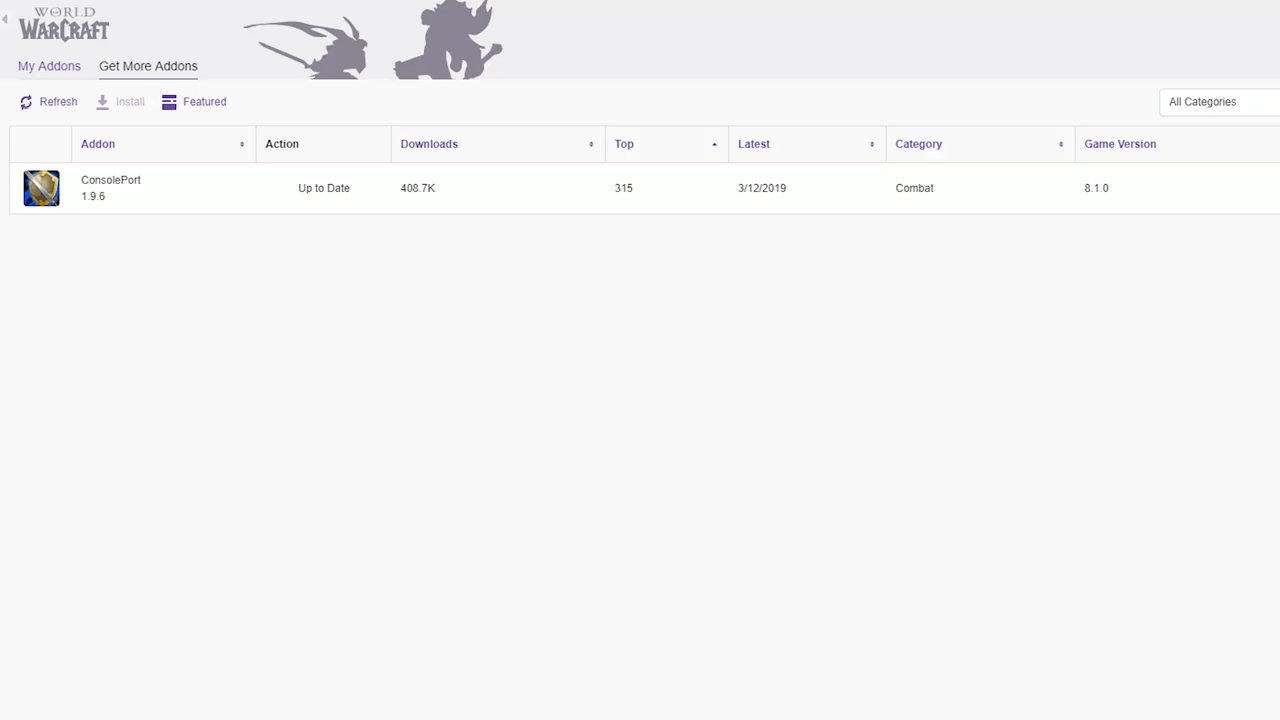 WORLD
WARCRAFT
My Addons Get More Addons
Refresh Install Featured All Categories
Addon Action Downloads Top Latest Category Game Version
ConsolePort
1.9.6
Up to Date 408.7K 315 3/12/2019 Combat 8.1.0